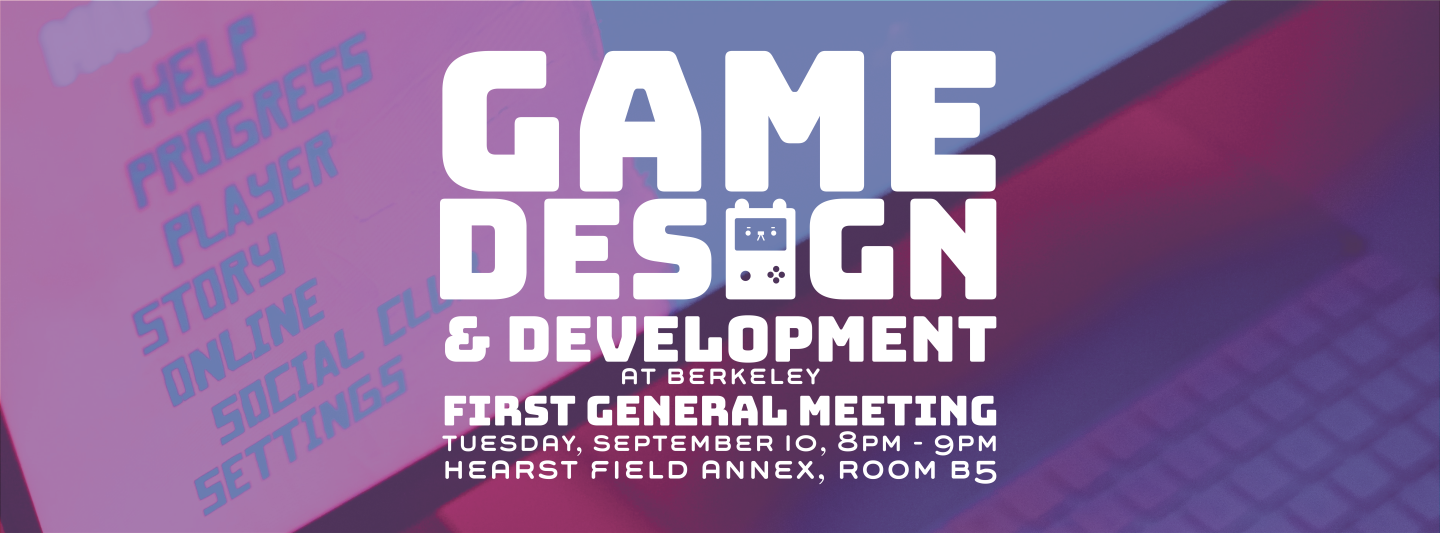 HELP
PROGRESS
PLAYER
STORY
ONLINE
SOCIAL CLUB
SETTINGS
GAME
DESIGN
& DEVELOPMENT
AT BERKELEY
FIRST GENERAL MEETING
TUESDAY, SEPTEMBER 10, 8PM - 9PM
HEARST FIELD ANNEX, ROOM B5